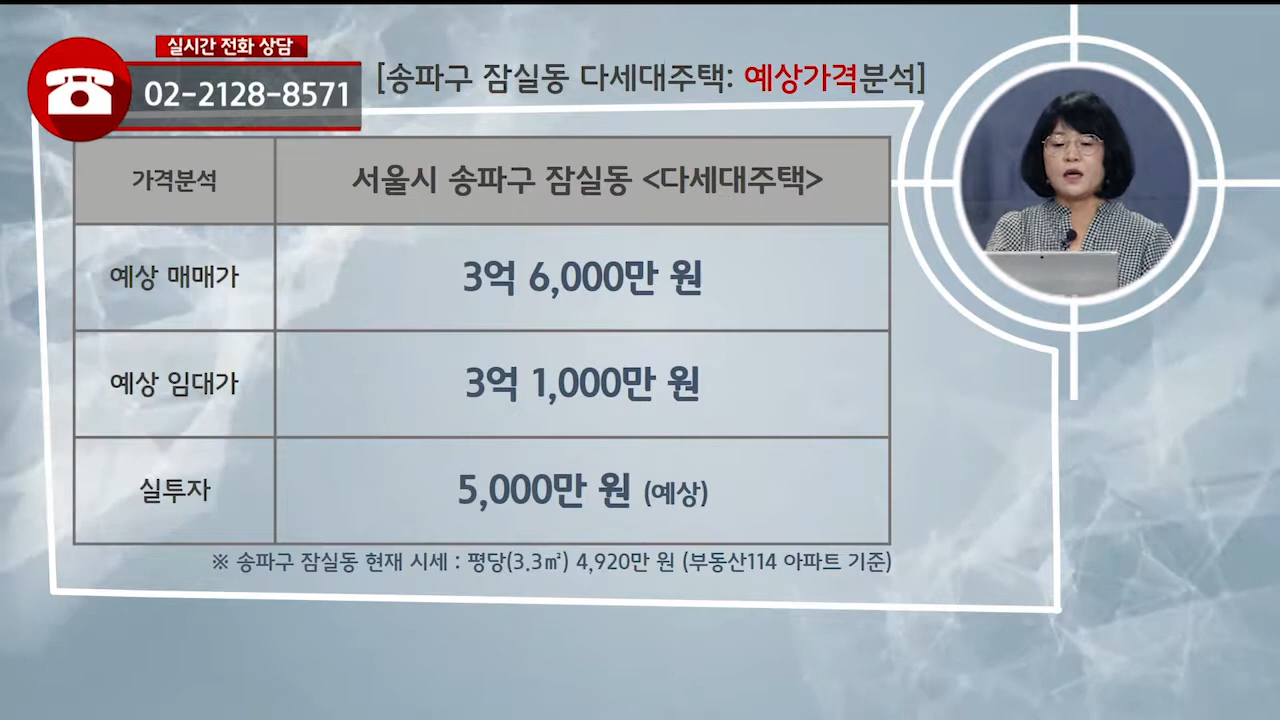 실시간 전화 상담
02-2128-8571
[송파구 잠실동 다세대주택: 예상가격분석]
가격분석 서울시 송파구 잠실동 <다세대주택>
예상 매매가 3억 6,000만 원
예상 임대가 3억 1,000만 원
실투자 5,000만 원 (예상)
※ 송파구 잠실동 현재 시세 : 평당(3.3㎡) 4,920만 원 (부동산114 아파트 기준)